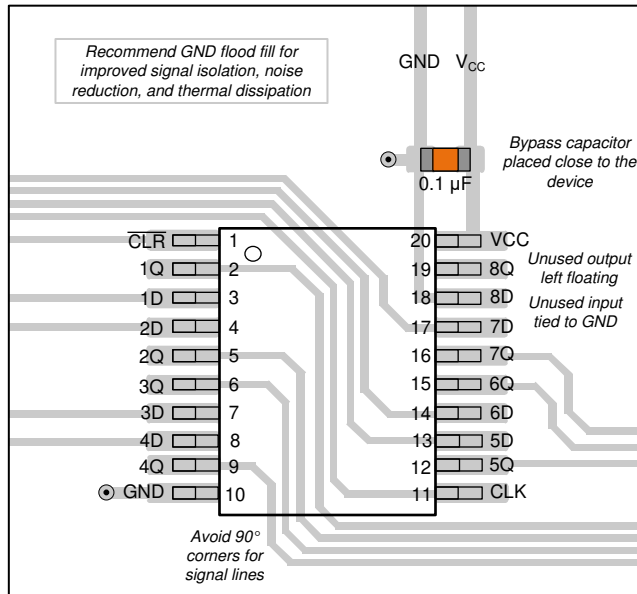 Recommend GND flood fill for
improved signal isolation, noise
reduction, and thermal dissipation
GND VCC
Bypass capacitor
placed close to the
device
0.1 µF
CLR 1 20 VCC
1Q 2 19 8Q
Unused output
left floating
1D 3 18 8D
Unused input
tied to GND
2D 4 17 7D
2Q 5 16 7Q
3Q 6 15 6Q
3D 7 14 6D
4D 8 13 5D
4Q 9 12 5Q
GND 10 11 CLK
Avoid 90°
corners for
signal lines